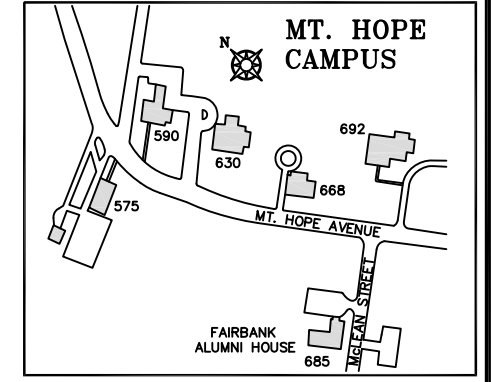 MT. HOPE
CAMPUS
N
692
590
D
630
668
575
MT. HOPE AVENUE
McLEAN STREET
FAIRBANK
ALUMNI HOUSE
685